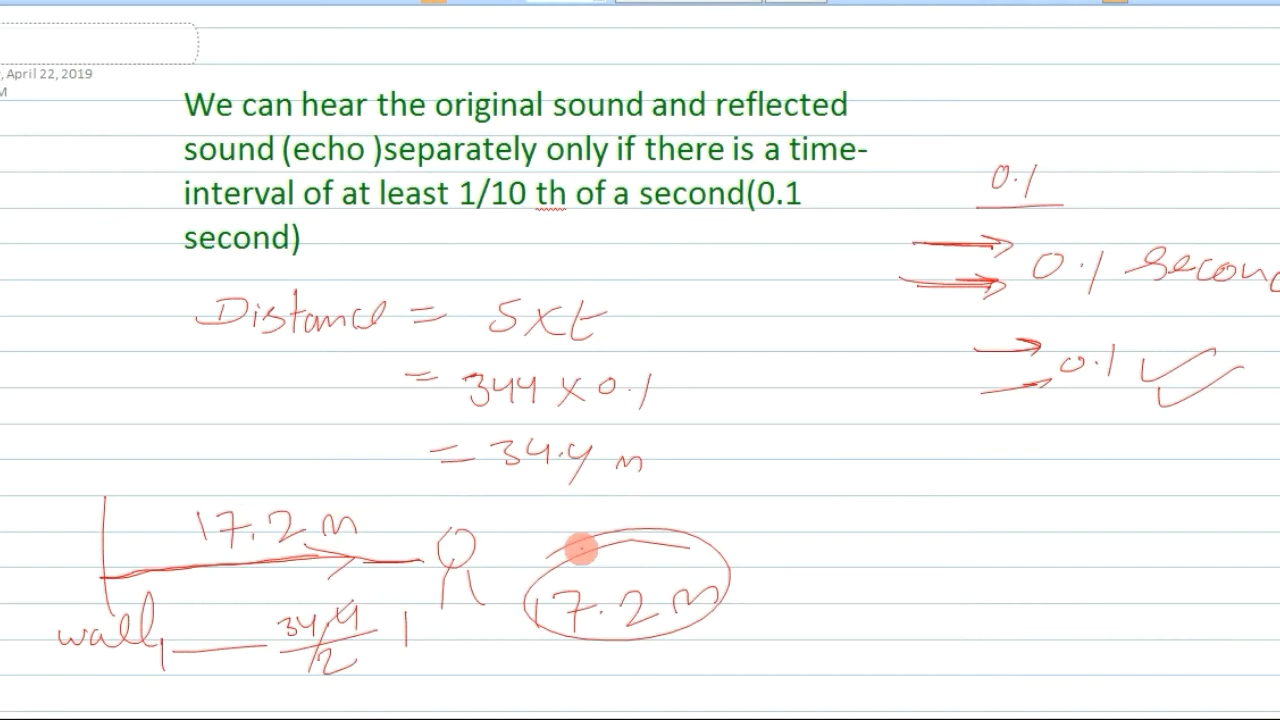 , April 22, 2019
M
We can hear the original sound and reflected
sound (echo )separately only if there is a time-
interval of at least 1/10 th of a second(0.1
second)
0.1
0.1 Second
0.1
Distance = S x t
= 344 x 0.1
= 34.4 m
17.2 m
wall
34.4
2
17.2 m